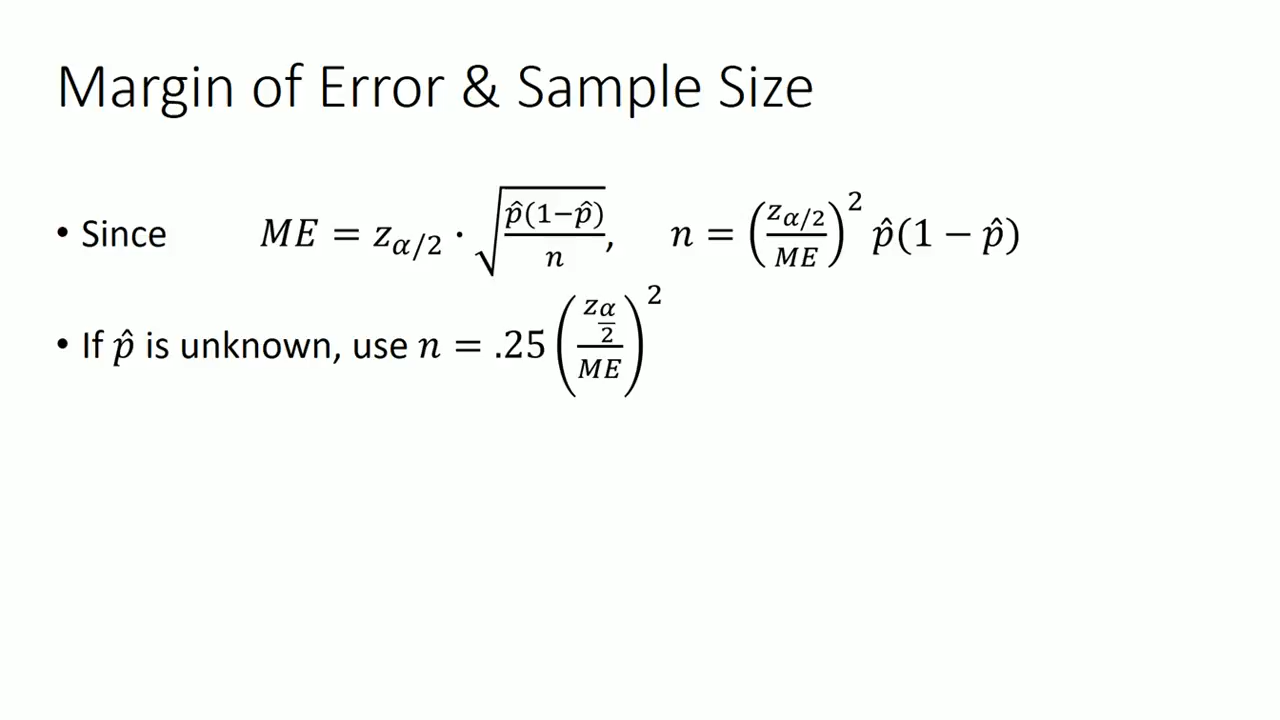 Margin of Error & Sample Size
• Since ME = z_{α/2} · √(p̂(1−p̂)/n), n = (z_{α/2}/ME)² p̂(1 − p̂)
• If p̂ is unknown, use n = .25 (z_{α/2}/ME)²